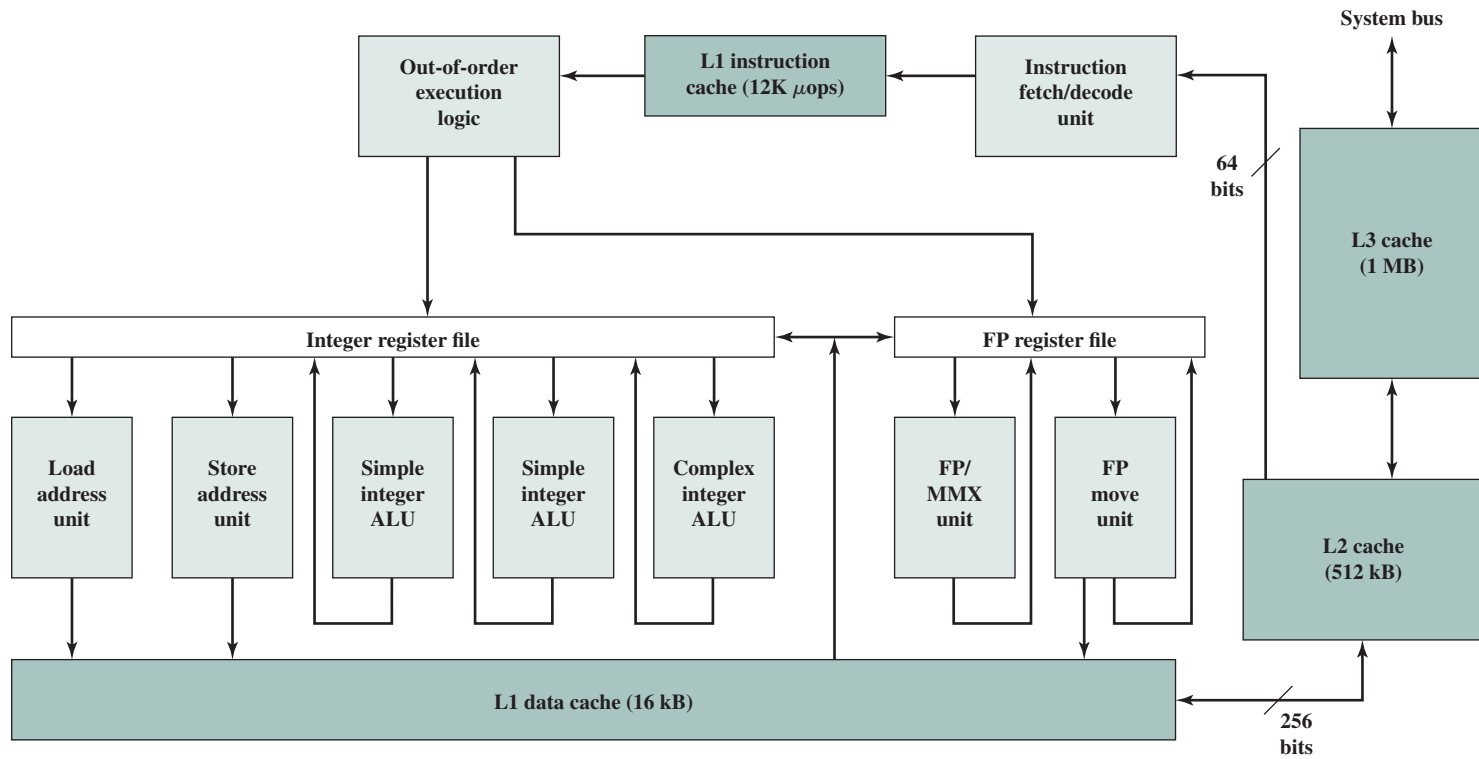 System bus
Out-of-order
execution
logic
L1 instruction
cache (12K μops)
Instruction
fetch/decode
unit
64
bits
L3 cache
(1 MB)
Integer register file
FP register file
Load
address
unit
Store
address
unit
Simple
integer
ALU
Simple
integer
ALU
Complex
integer
ALU
FP/
MMX
unit
FP
move
unit
L2 cache
(512 kB)
L1 data cache (16 kB)
256
bits